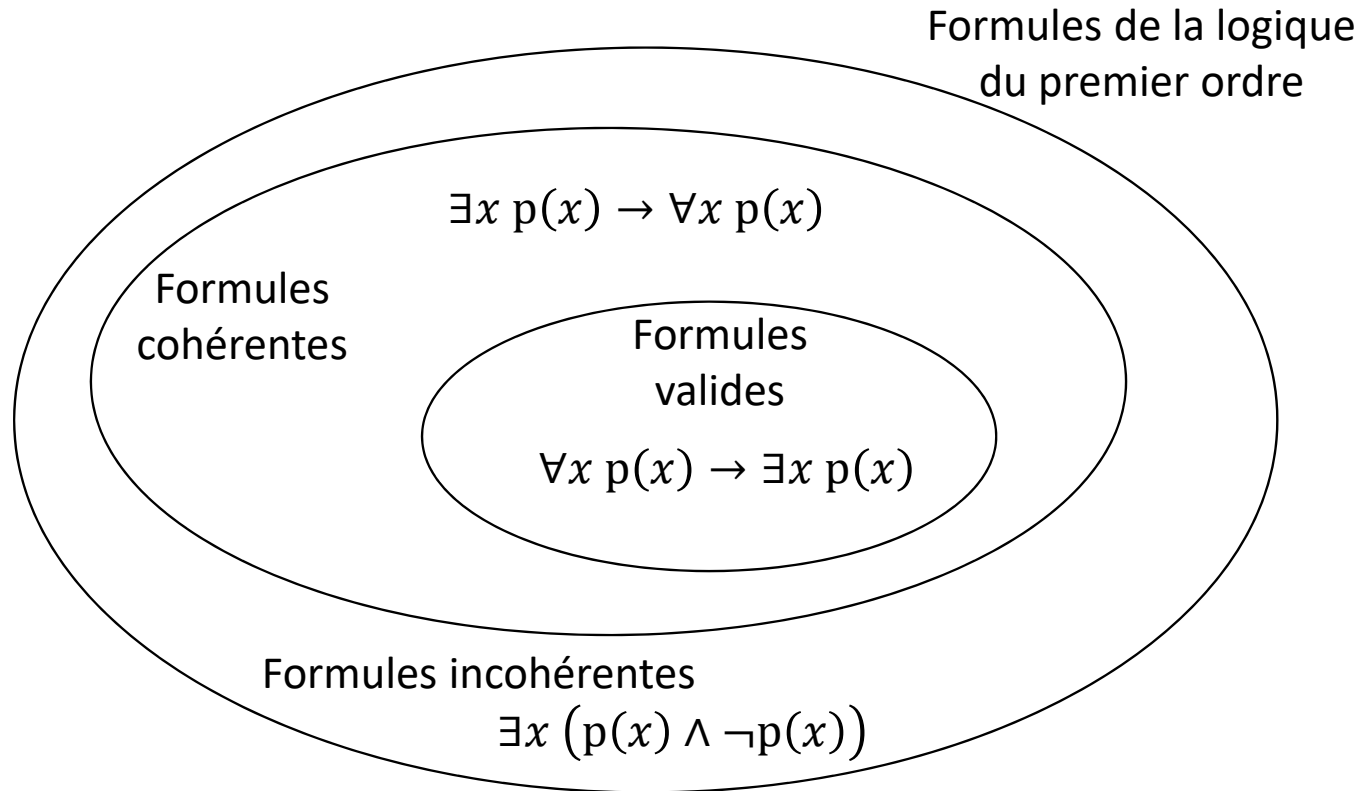 Formules de la logique
du premier ordre
∃x p(x) → ∀x p(x)
Formules
cohérentes
Formules
valides
∀x p(x) → ∃x p(x)
Formules incohérentes
∃x (p(x) ∧ ¬p(x))